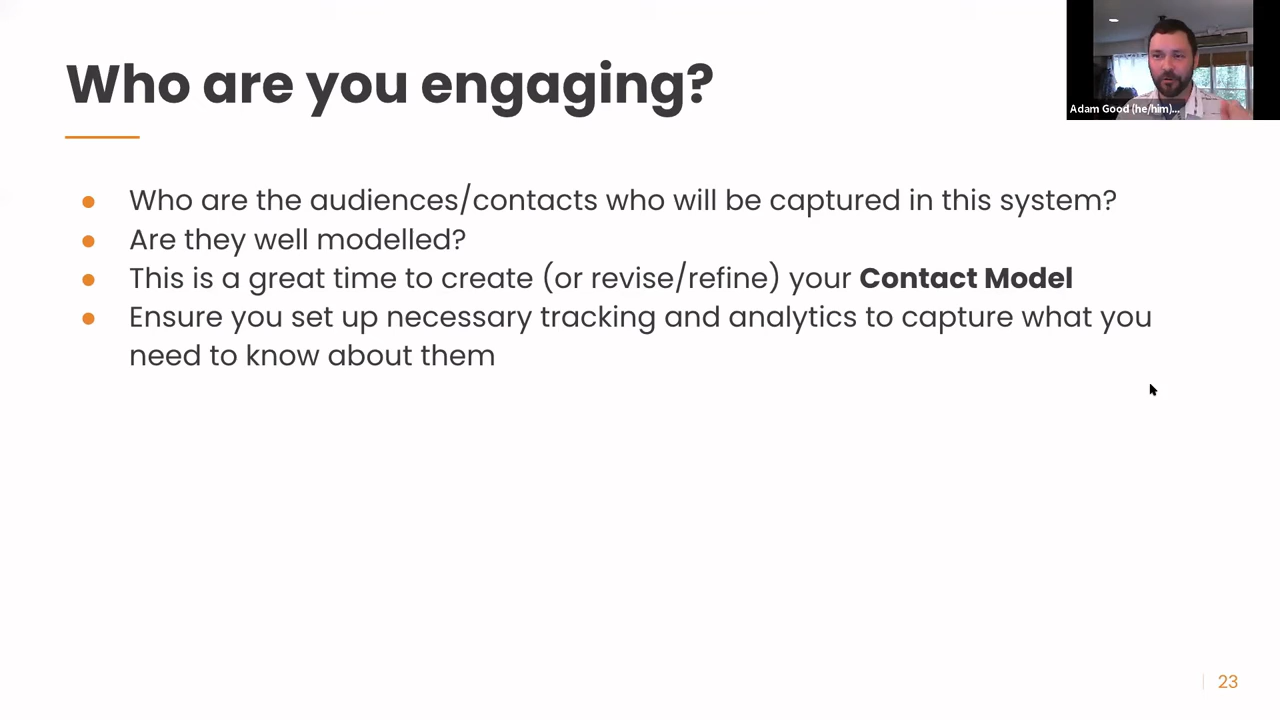 Who are you engaging?
Adam Good (he/him)...
● Who are the audiences/contacts who will be captured in this system?
● Are they well modelled?
● This is a great time to create (or revise/refine) your Contact Model
● Ensure you set up necessary tracking and analytics to capture what you
need to know about them
23